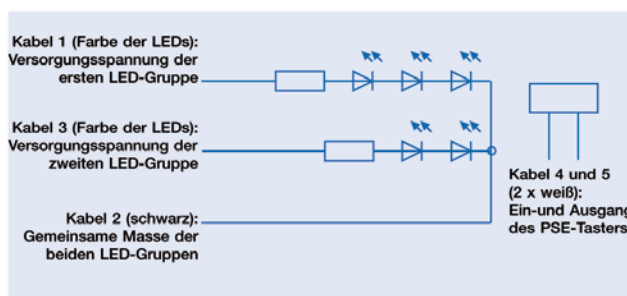 Kabel 1 (Farbe der LEDs):
Versorgungsspannung der
ersten LED-Gruppe
Kabel 3 (Farbe der LEDs):
Versorgungsspannung der
zweiten LED-Gruppe
Kabel 2 (schwarz):
Gemeinsame Masse der
beiden LED-Gruppen
Kabel 4 und 5
(2 x weiß):
Ein-und Ausgang
des PSE-Tasters